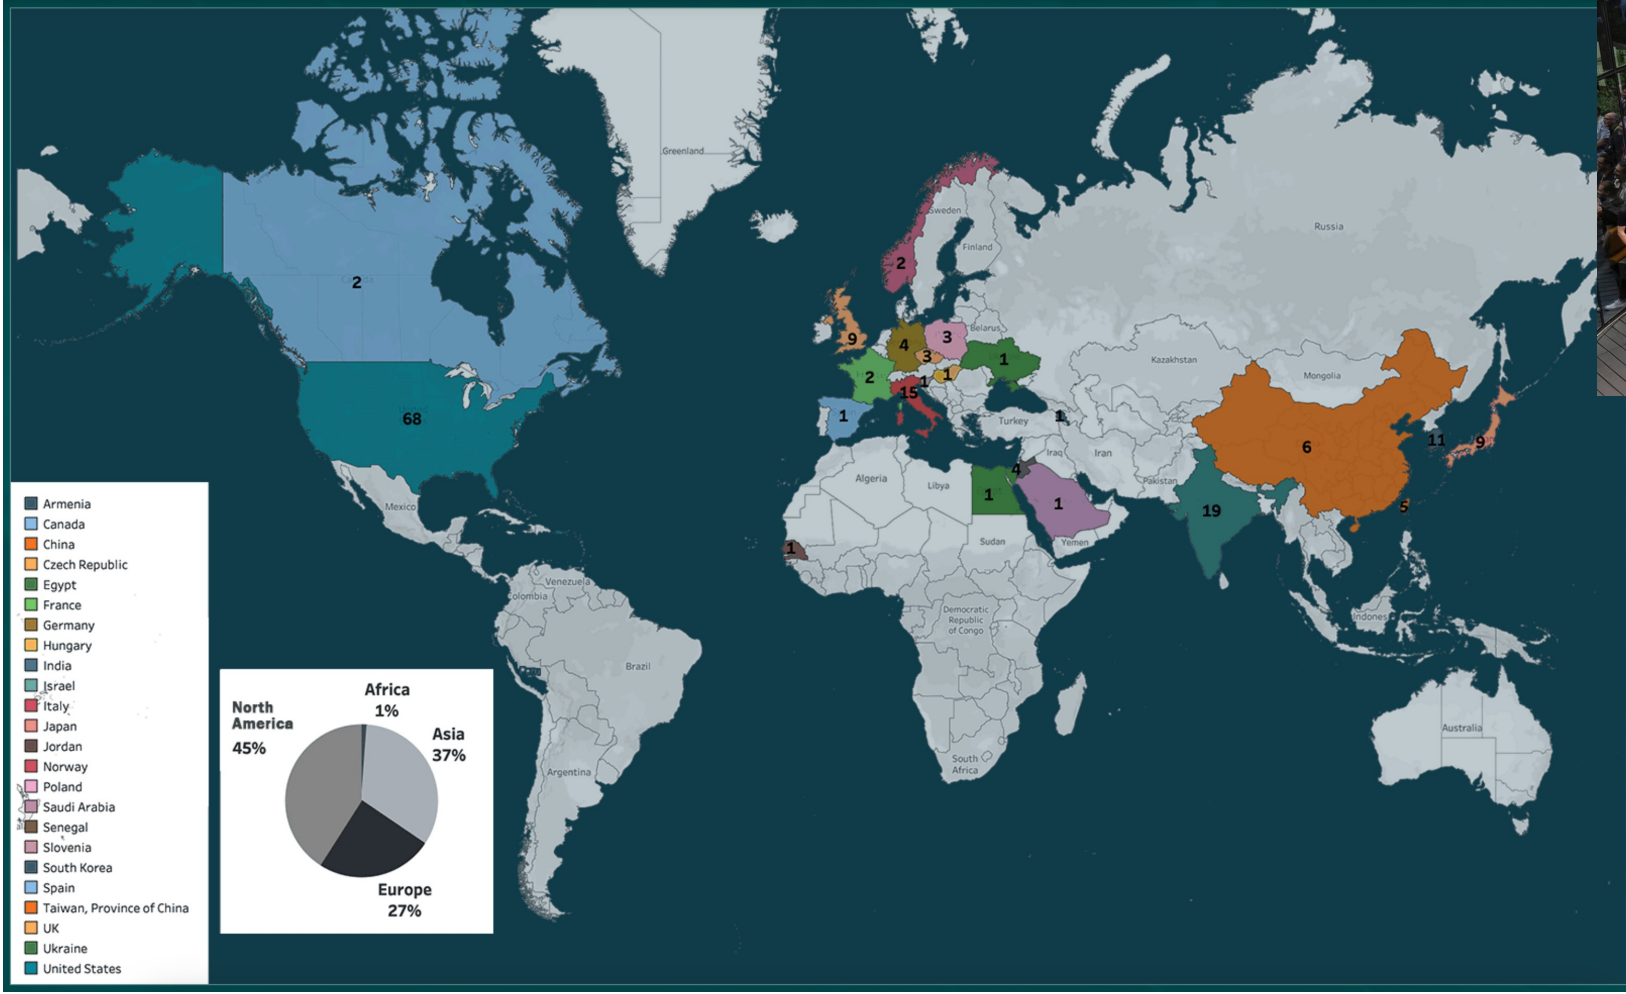 Greenland
Sweden
Finland
Russia
2
2
9
4
3
Belarus
3
1
Kazakhstan
Mongolia
2
1
1
15
68
1
Turkey
1
11
9
6
Iraq
Iran
Pakistan
4
Algeria
Libya
1
1
19
5
Mexico
Sudan
Yemen
1
Venezuela
Colombia
Democratic
Republic
of Congo
Indones
Brazil
Australia
South
Africa
Argentina
Armenia
Canada
China
Czech Republic
Egypt
France
Germany
Hungary
India
Israel
Italy
Japan
Jordan
Norway
Poland
Saudi Arabia
Senegal
Slovenia
South Korea
Spain
Taiwan, Province of China
UK
Ukraine
United States
Africa
1%
North
America
45%
Asia
37%
Europe
27%